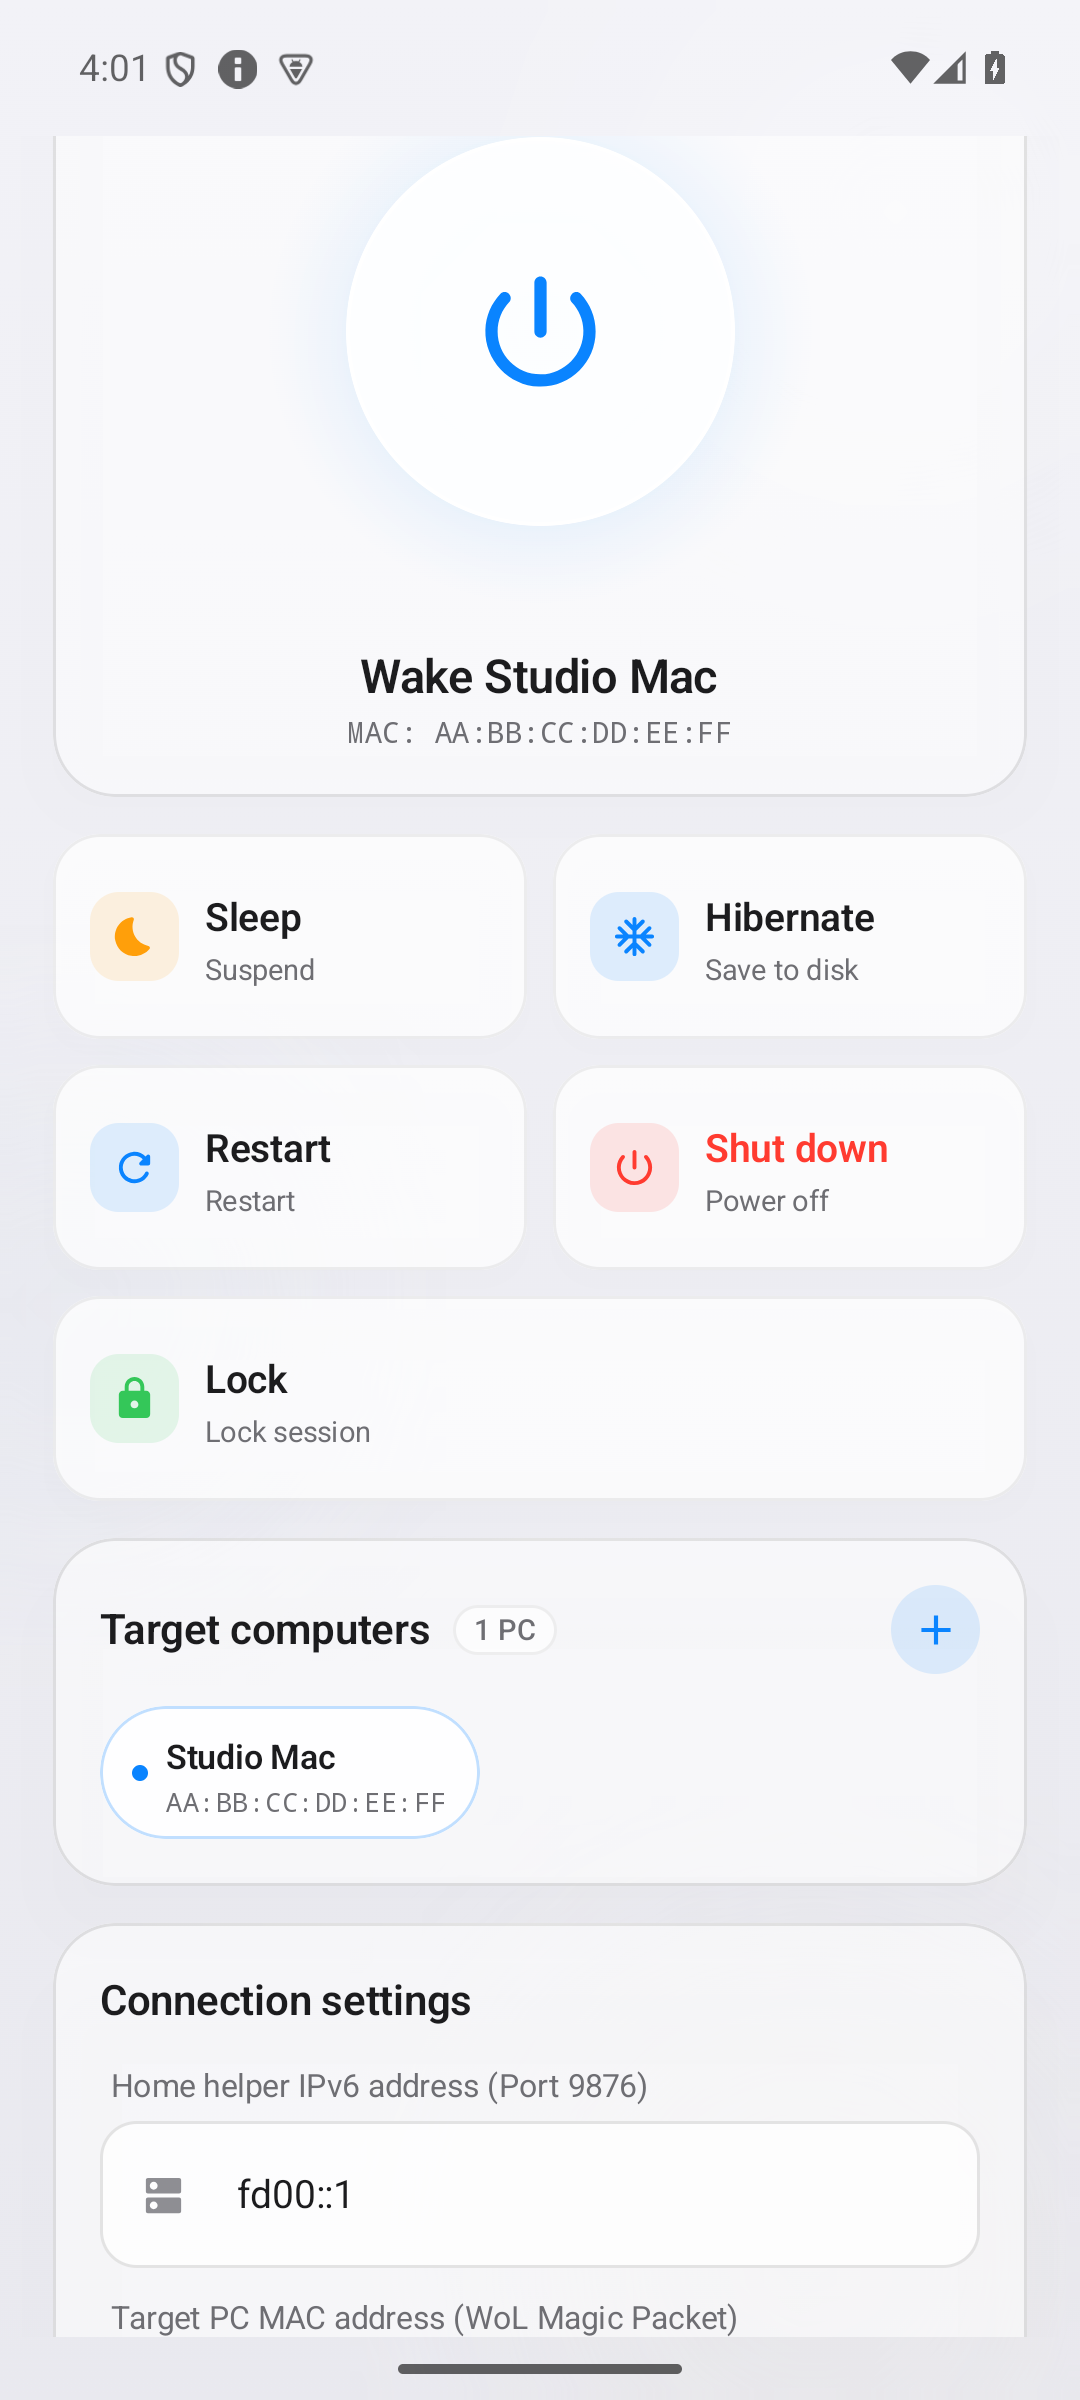 4:01
Wake Studio Mac
MAC: AA:BB:CC:DD:EE:FF
Sleep
Suspend
Hibernate
Save to disk
Restart
Restart
Shut down
Power off
Lock
Lock session
Target computers
1 PC
Studio Mac
AA:BB:CC:DD:EE:FF
Connection settings
Home helper IPv6 address (Port 9876)
fd00::1
Target PC MAC address (WoL Magic Packet)